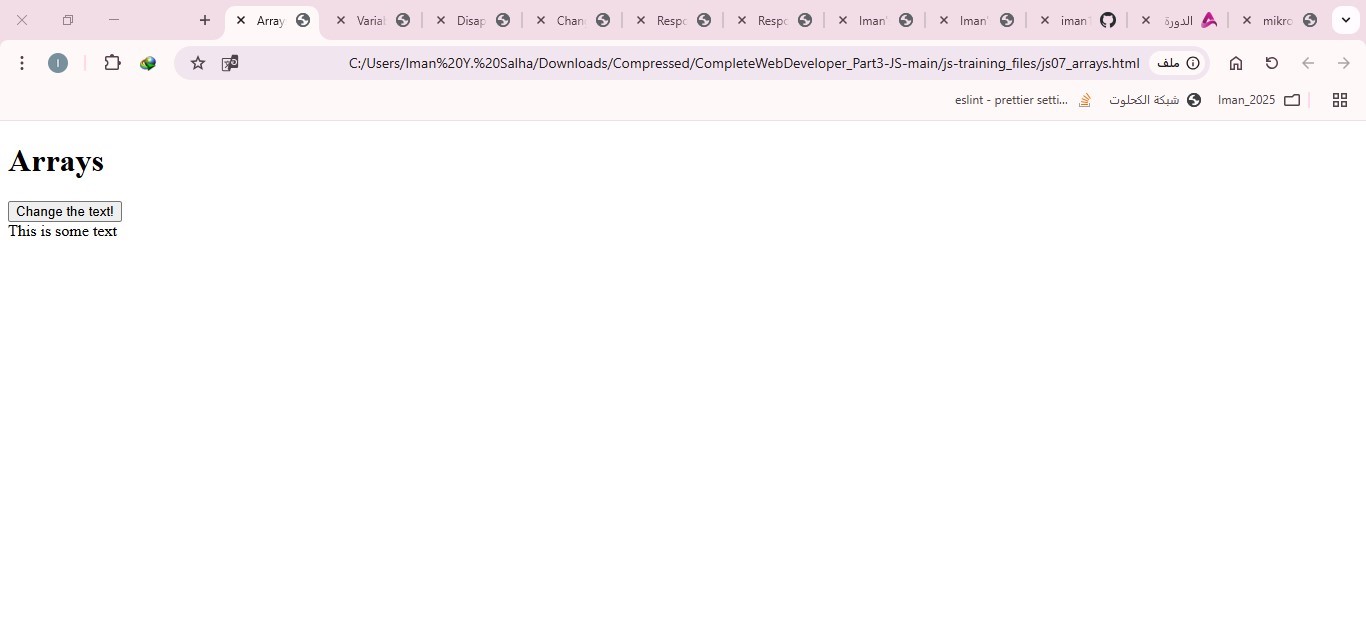 Array
Varial
Disap
Chan
Respo
Respo
Iman'
Iman'
iman
الدورة
mikro
C:/Users/Iman%20Y.%20Salha/Downloads/Compressed/CompleteWebDeveloper_Part3-JS-main/js-training_files/js07_arrays.html
ملف
I
eslint - prettier setti...
شبكة الكحلوت
Iman_2025
Arrays
Change the text!
This is some text